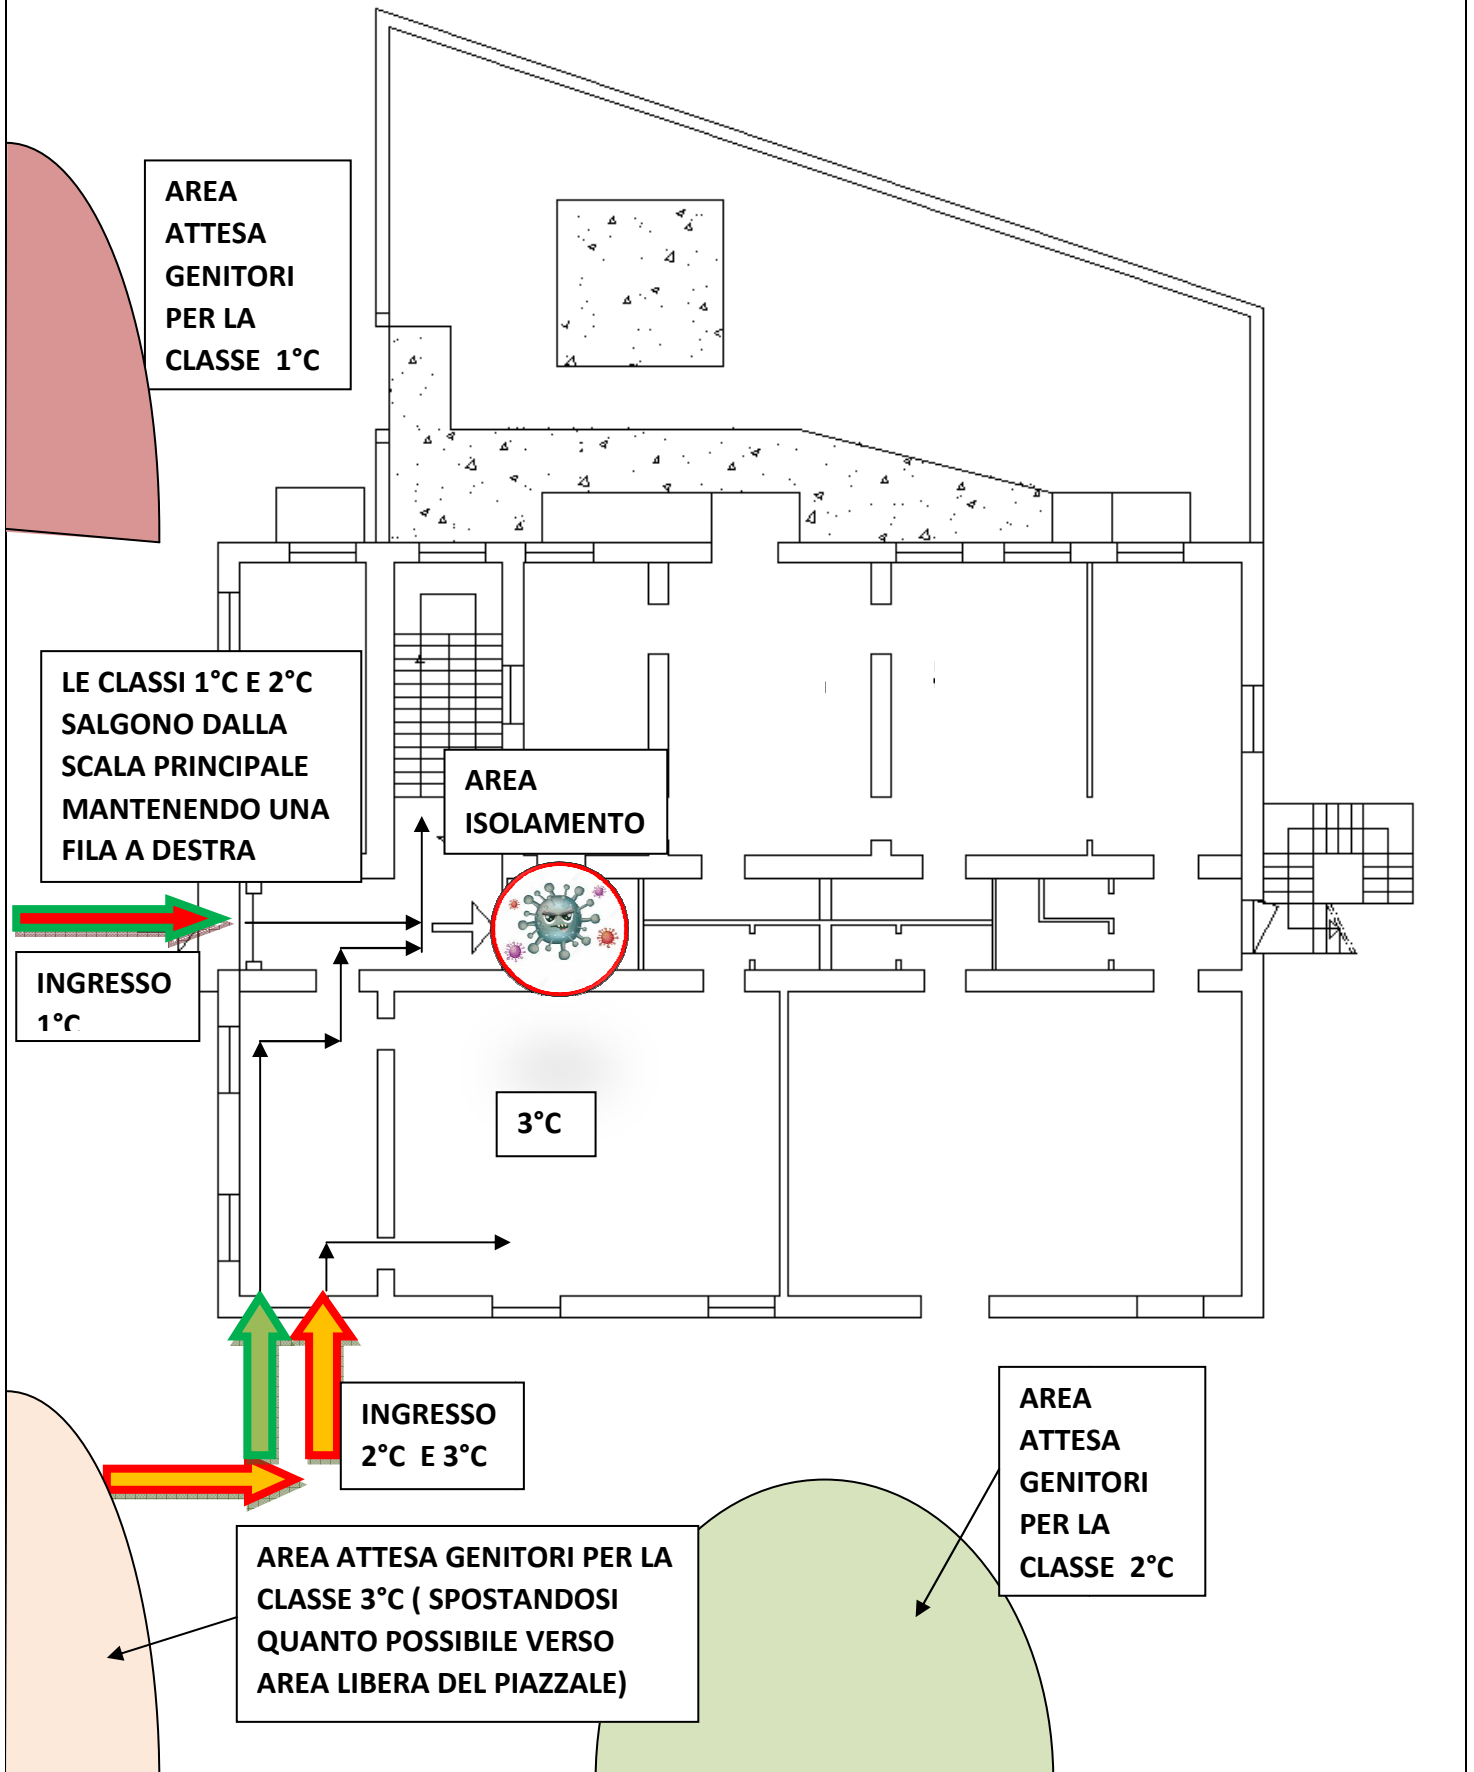 AREA
ATTESA
GENITORI
PER LA
CLASSE  1°C
LE CLASSI 1°C E 2°C
SALGONO DALLA
SCALA PRINCIPALE
MANTENENDO UNA
FILA A DESTRA
AREA
ISOLAMENTO
INGRESSO
1°C
3°C
INGRESSO
2°C  E 3°C
AREA
ATTESA
GENITORI
PER LA
CLASSE  2°C
AREA ATTESA GENITORI PER LA
CLASSE 3°C ( SPOSTANDOSI
QUANTO POSSIBILE VERSO
AREA LIBERA DEL PIAZZALE)